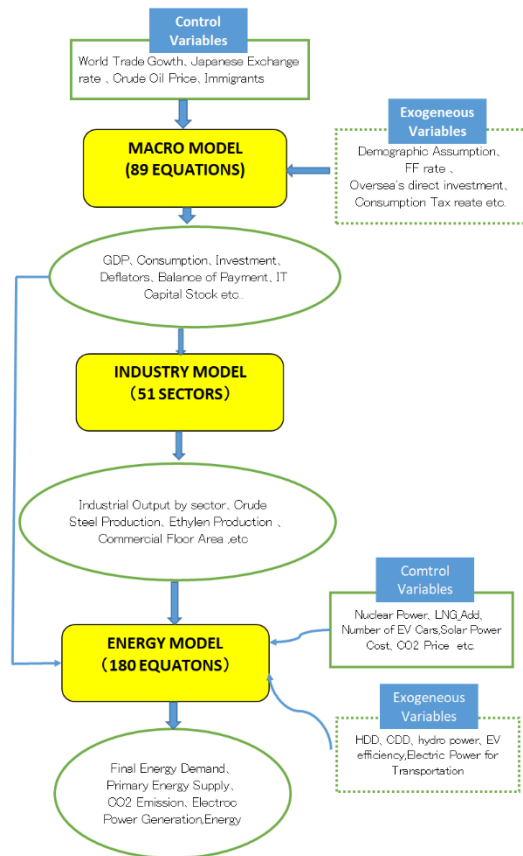 Control
Variables
World Trade Gowth、Japanese Exchange
rate 、Crude Oil Price、Immigrants
Exogeneous
Variables
Demographic Assumption、
FF rate 、
Oversea's direct investment、
Consumption Tax reate etc.
MACRO MODEL
(89 EQUATIONS)
GDP、Consumption、Investment、
Deflators、Balance of Payment、IT
Capital Stock etc..
INDUSTRY MODEL
（51 SECTORS）
Industrial Output by sector、Crude
Steel Production、Ethylen Production 、
Commercial Floor Area ,etc
Comtrol
Variables
Nuclear Power、LNG_Add、
Number of EV Cars,Solar Power
Cost、CO2 Price etc.
ENERGY MODEL
（180 EQUATONS）
Exogeneous
Variables
HDD、CDD、hydro power、EV
efficiency,Electric Power for
Transportation
Final Energy Demand、
Primary Energy Supply、
CO2 Emission、Electroc
Power Generation,Energy